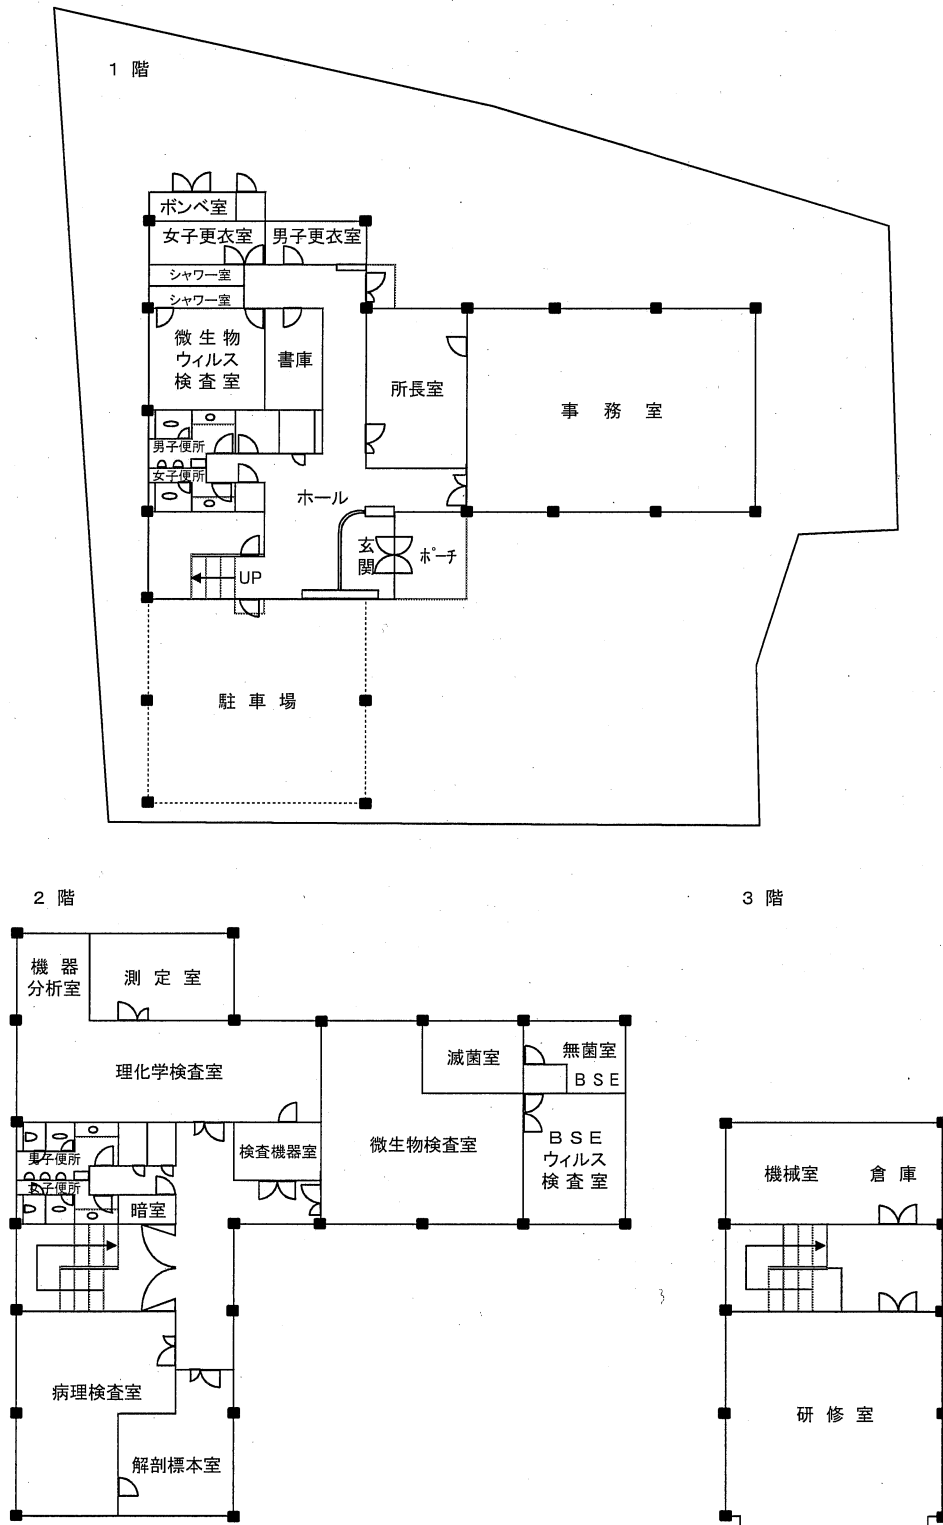 1 階
ボンベ室
女子更衣室
男子更衣室
シャワー室
シャワー室
微生物
ウィルス
検査室
書庫
所長室
事務室
男子便所
女子便所
ホール
玄関
ポーチ
UP
駐車場
2 階
3 階
機器
分析室
測定室
理化学検査室
滅菌室
無菌室
BSE
検査機器室
微生物検査室
BSE
ウィルス
検査室
男子便所
女子便所
暗室
機械室
倉庫
病理検査室
解剖標本室
研修室